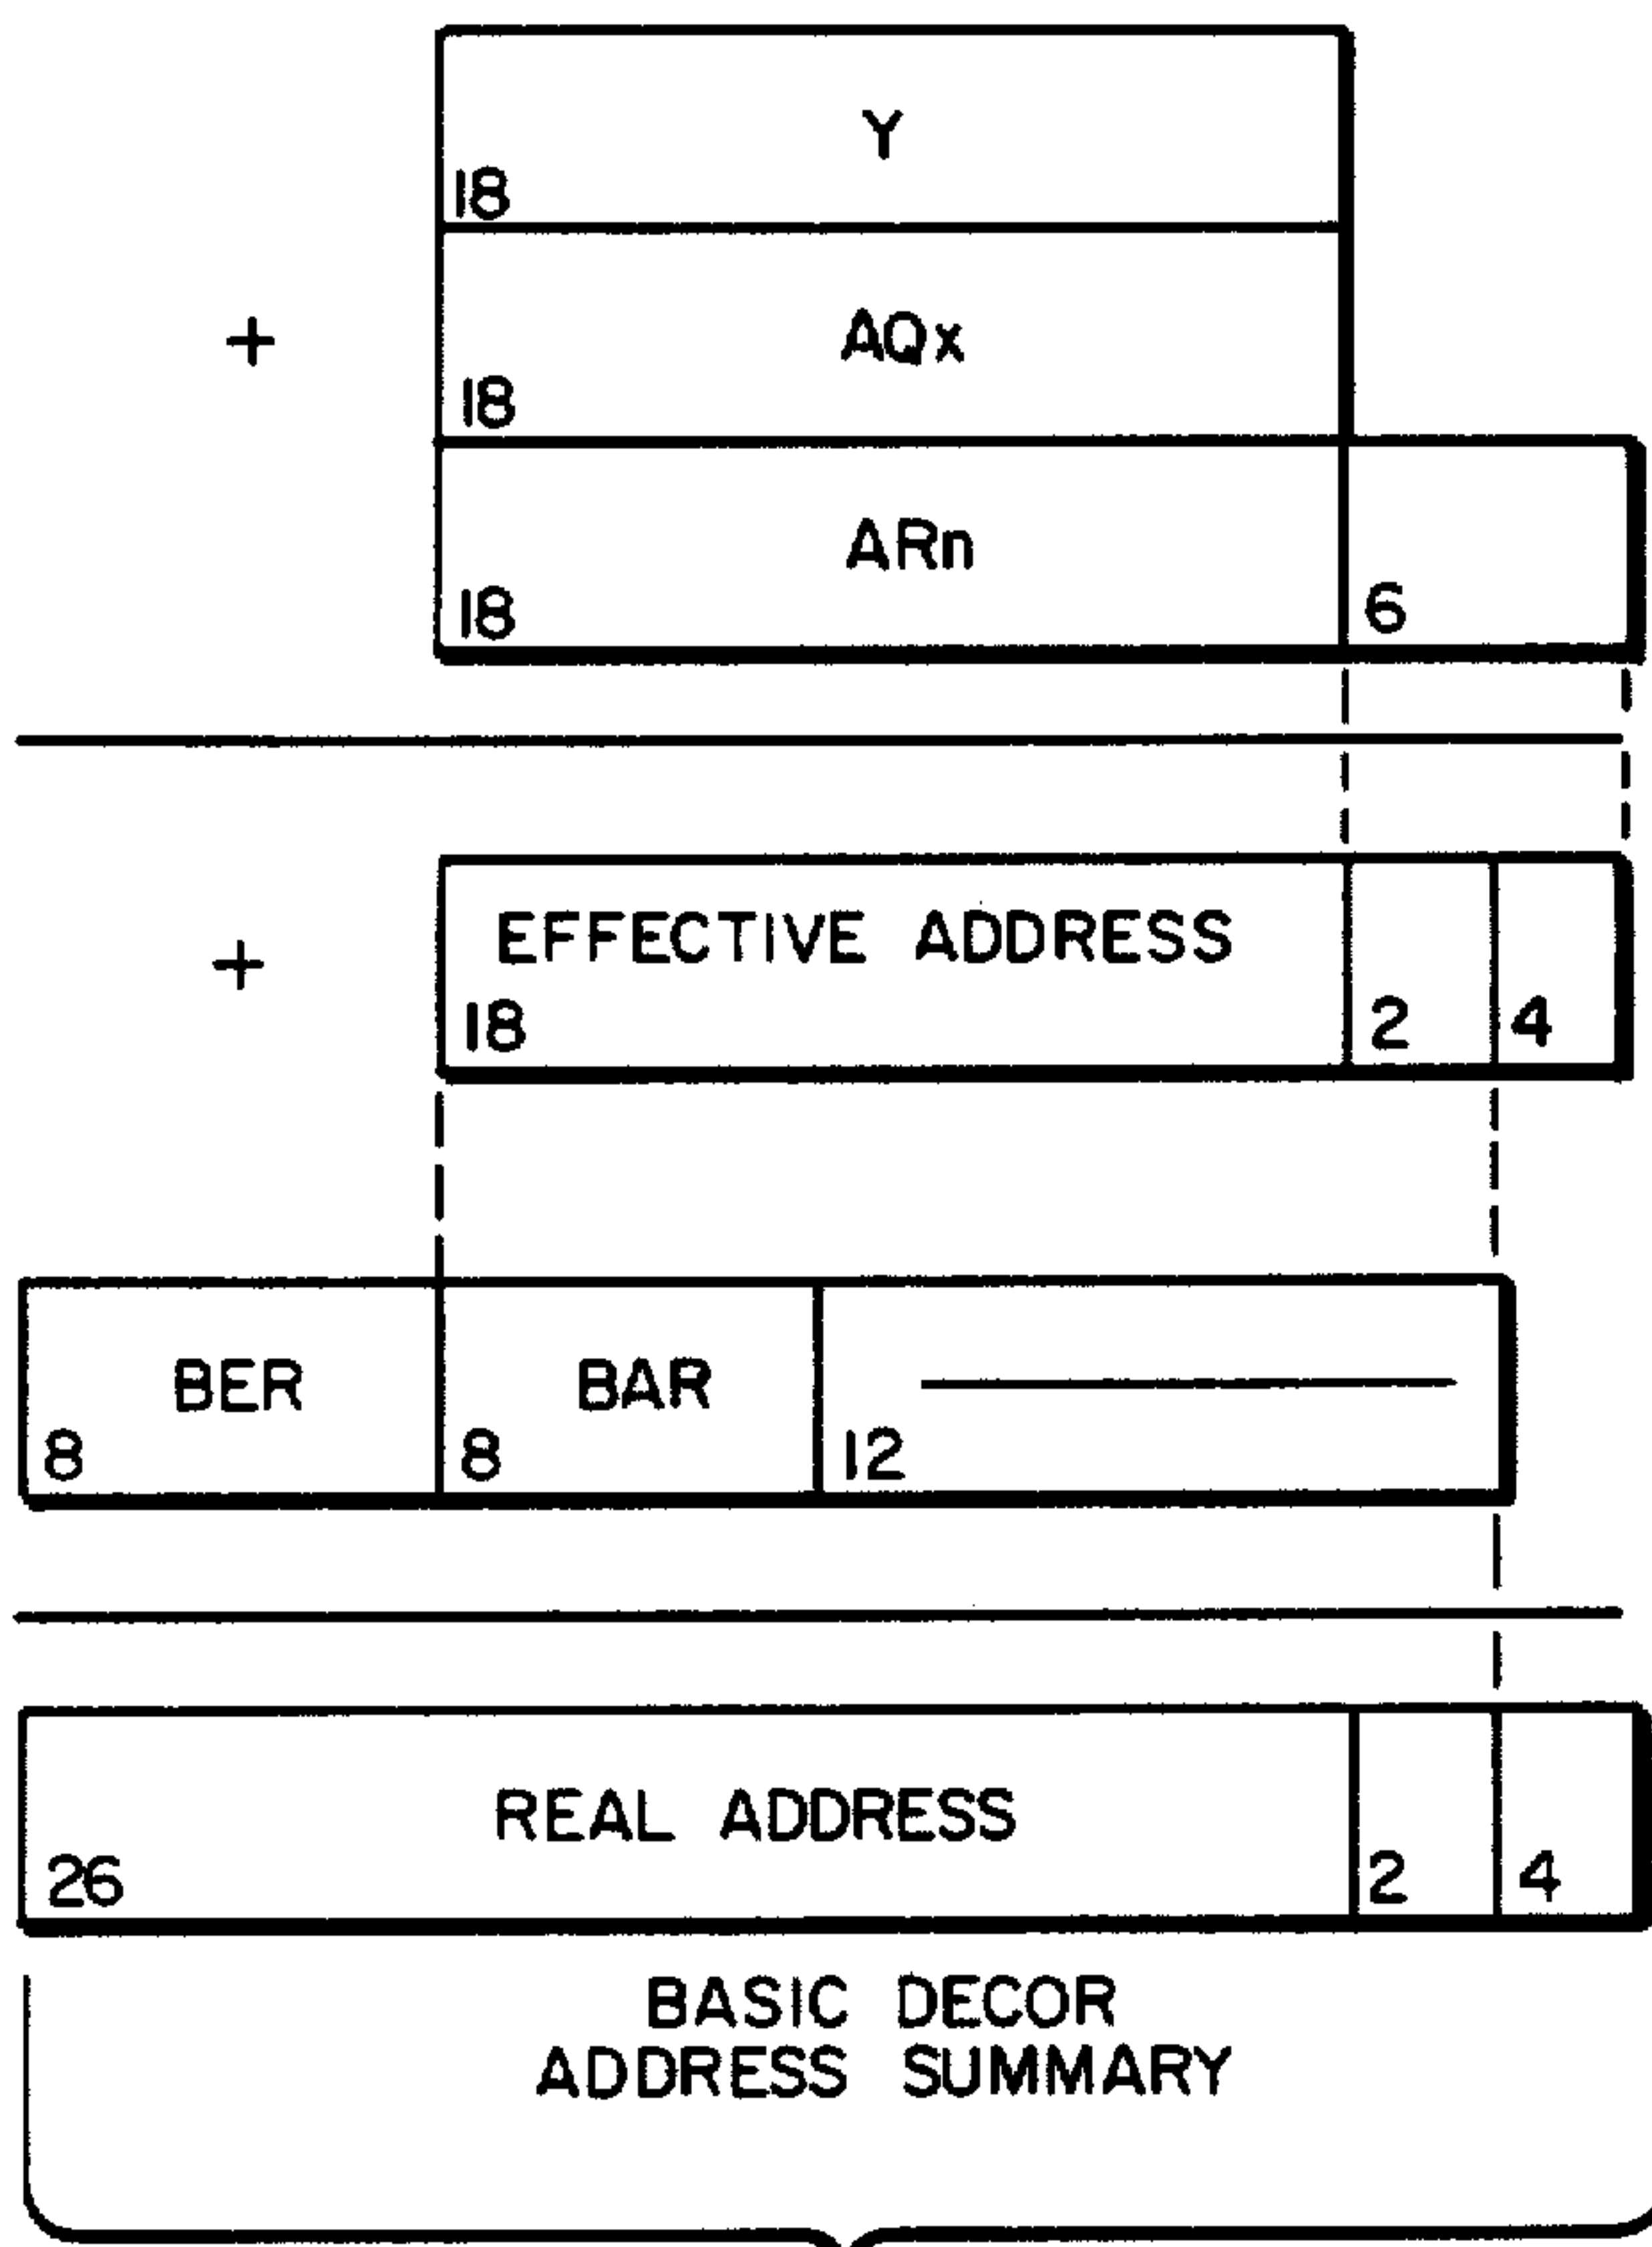 Y
18
+
AQx
18
ARn
18
6
+
EFFECTIVE ADDRESS
18
2
4
BER
8
BAR
8
12
REAL ADDRESS
26
2
4
BASIC DECOR
ADDRESS SUMMARY